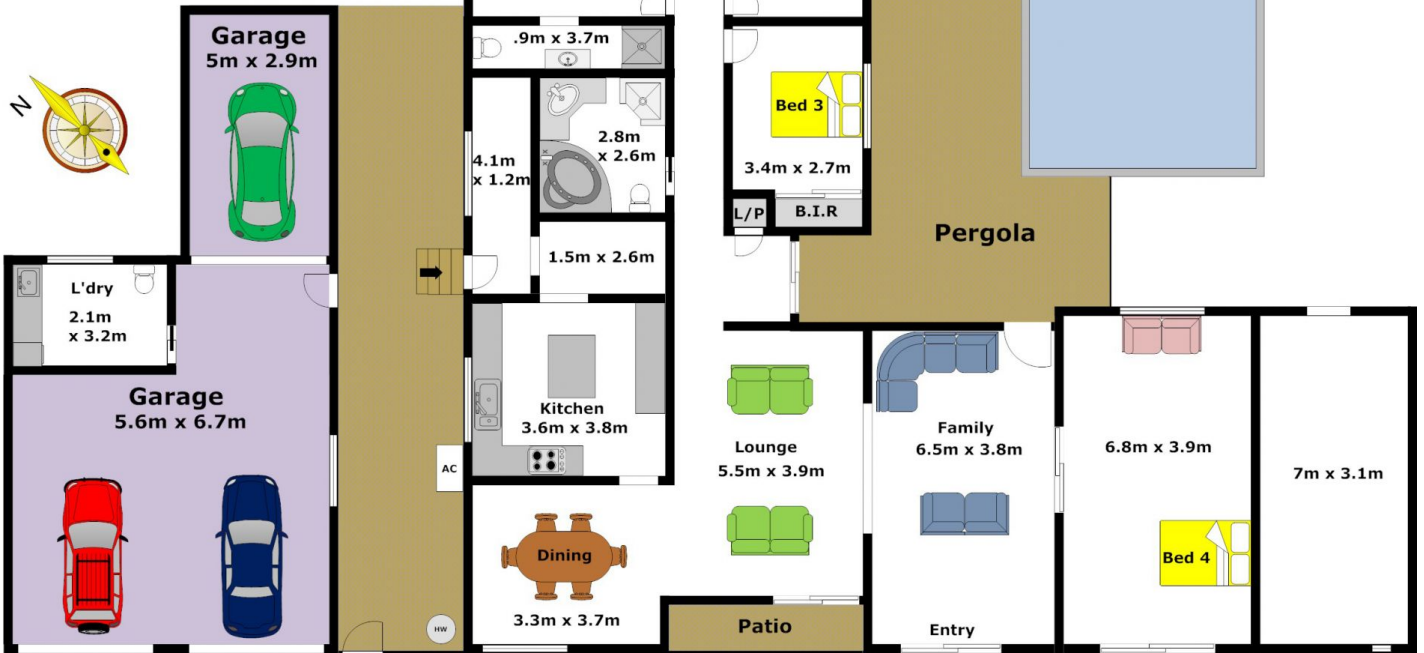 Garage
5m x 2.9m
.9m x 3.7m
N
Bed 3
3.4m x 2.7m
2.8m
x 2.6m
4.1m
x 1.2m
L/P
B.I.R
Pergola
1.5m x 2.6m
L'dry
2.1m
x 3.2m
Garage
5.6m x 6.7m
Kitchen
3.6m x 3.8m
Lounge
5.5m x 3.9m
Family
6.5m x 3.8m
6.8m x 3.9m
7m x 3.1m
AC
Dining
3.3m x 3.7m
Bed 4
HW
Patio
Entry